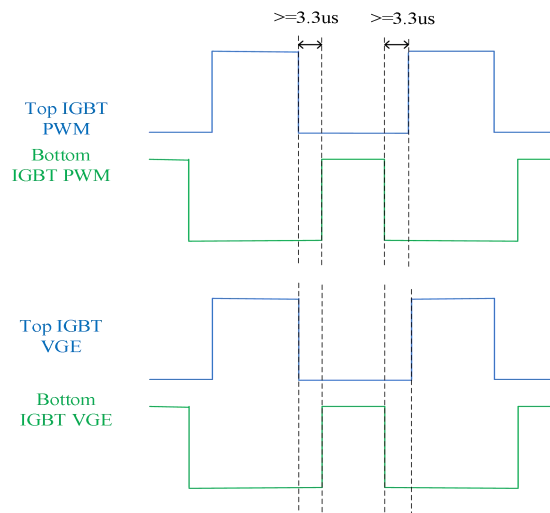 >=3.3us >=3.3us
Top IGBT
PWM
Bottom
IGBT PWM
Top IGBT
VGE
Bottom
IGBT VGE